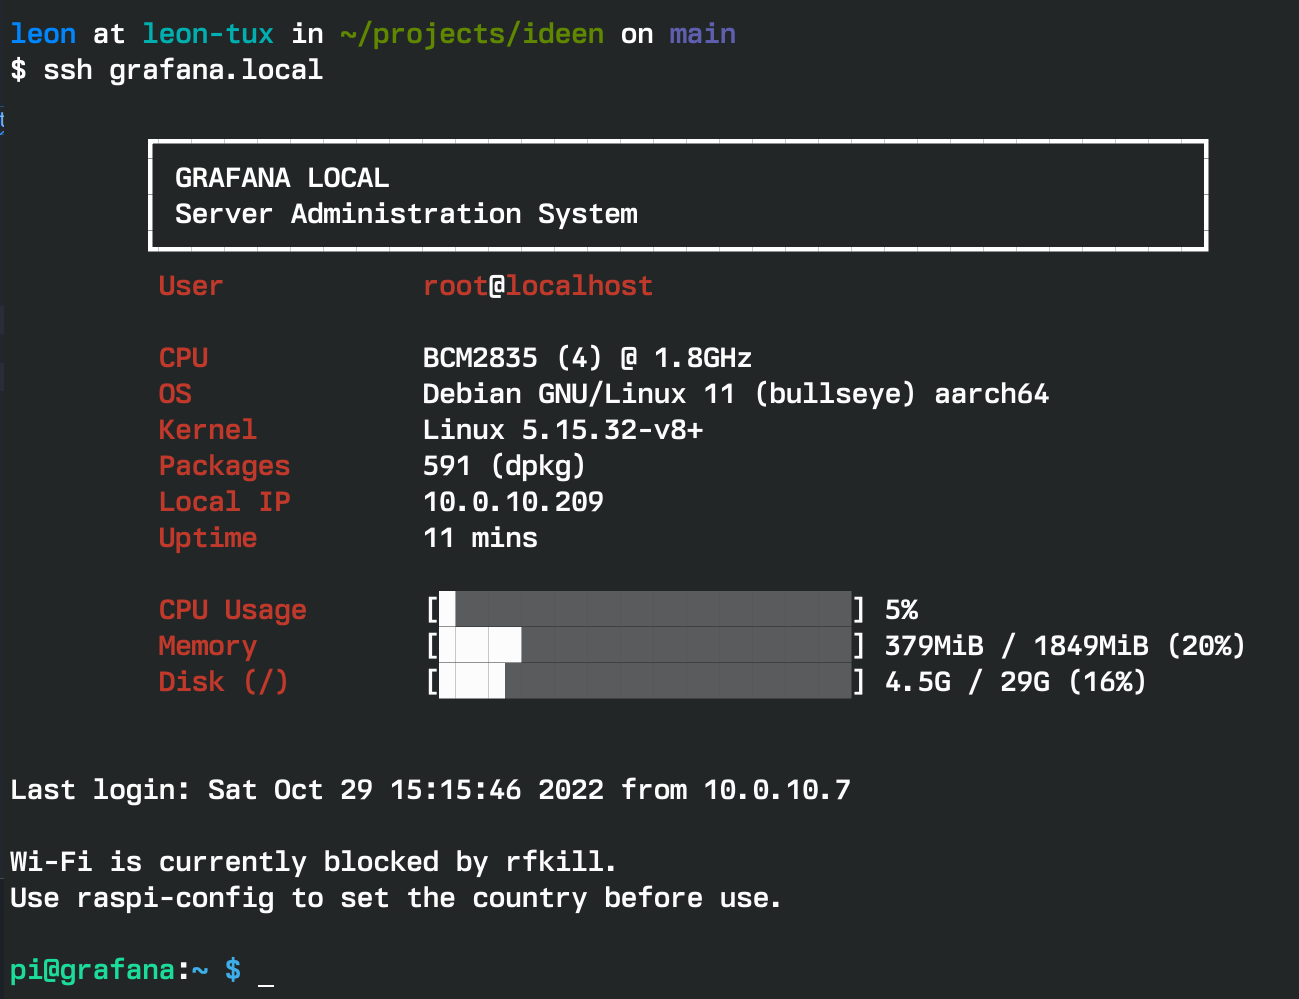 leon at leon-tux in ~/projects/ideen on main
$ ssh grafana.local
GRAFANA LOCAL
Server Administration System
User root@localhost
CPU BCM2835 (4) @ 1.8GHz
OS Debian GNU/Linux 11 (bullseye) aarch64
Kernel Linux 5.15.32-v8+
Packages 591 (dpkg)
Local IP 10.0.10.209
Uptime 11 mins
CPU Usage [ ] 5%
Memory [ ] 379MiB / 1849MiB (20%)
Disk (/) [ ] 4.5G / 29G (16%)
Last login: Sat Oct 29 15:15:46 2022 from 10.0.10.7
Wi-Fi is currently blocked by rfkill.
Use raspi-config to set the country before use.
pi@grafana:~ $ _